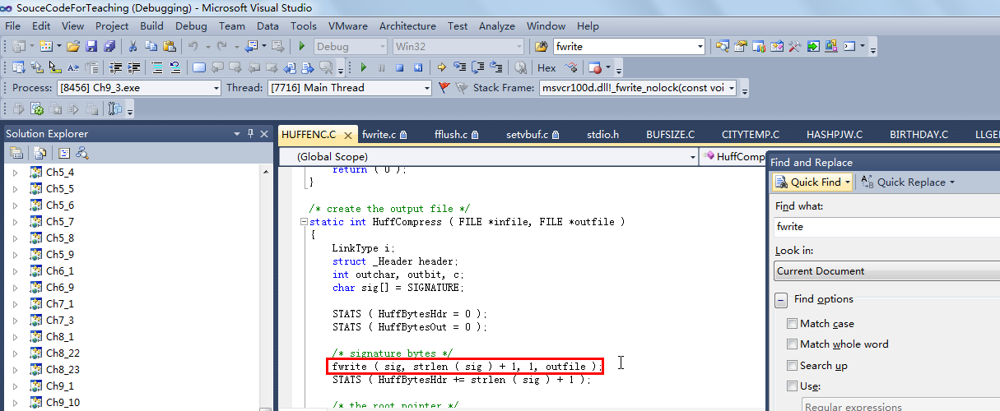 SouceCodeForTeaching (Debugging) - Microsoft Visual Studio
File Edit View Project Build Debug Team Data Tools VMware Architecture Test Analyze Window Help
Debug Win32 fwrite
Hex
Process: [8456] Ch9_3.exe Thread: [7716] Main Thread Stack Frame: msvcr100d.dll!_fwrite_nolock(const voi
Solution Explorer
HUFFENC.C fwrite.c fflush.c setvbuf.c stdio.h BUFSIZE.C CITYTEMP.C HASHPJW.C BIRTHDAY.C LLGE
(Global Scope) HuffComp
Ch5_4
Ch5_5
Ch5_6
Ch5_7
Ch5_8
Ch5_9
Ch6_1
Ch6_9
Ch7_1
Ch7_3
Ch8_1
Ch8_22
Ch8_23
Ch9_1
Ch9_10
return ( 0 );
}
/* create the output file */
static int HuffCompress ( FILE *infile, FILE *outfile )
{
LinkType i;
struct _Header header;
int outchar, outbit, c;
char sig[] = SIGNATURE;
STATS ( HuffBytesHdr = 0 );
STATS ( HuffBytesOut = 0 );
/* signature bytes */
fwrite ( sig, strlen ( sig ) + 1, 1, outfile );
STATS ( HuffBytesHdr += strlen ( sig ) + 1 );
/* the root pointer */
Find and Replace
Quick Find Quick Replace
Find what:
fwrite
Look in:
Current Document
Find options
Match case
Match whole word
Search up
Use:
Regular expressions